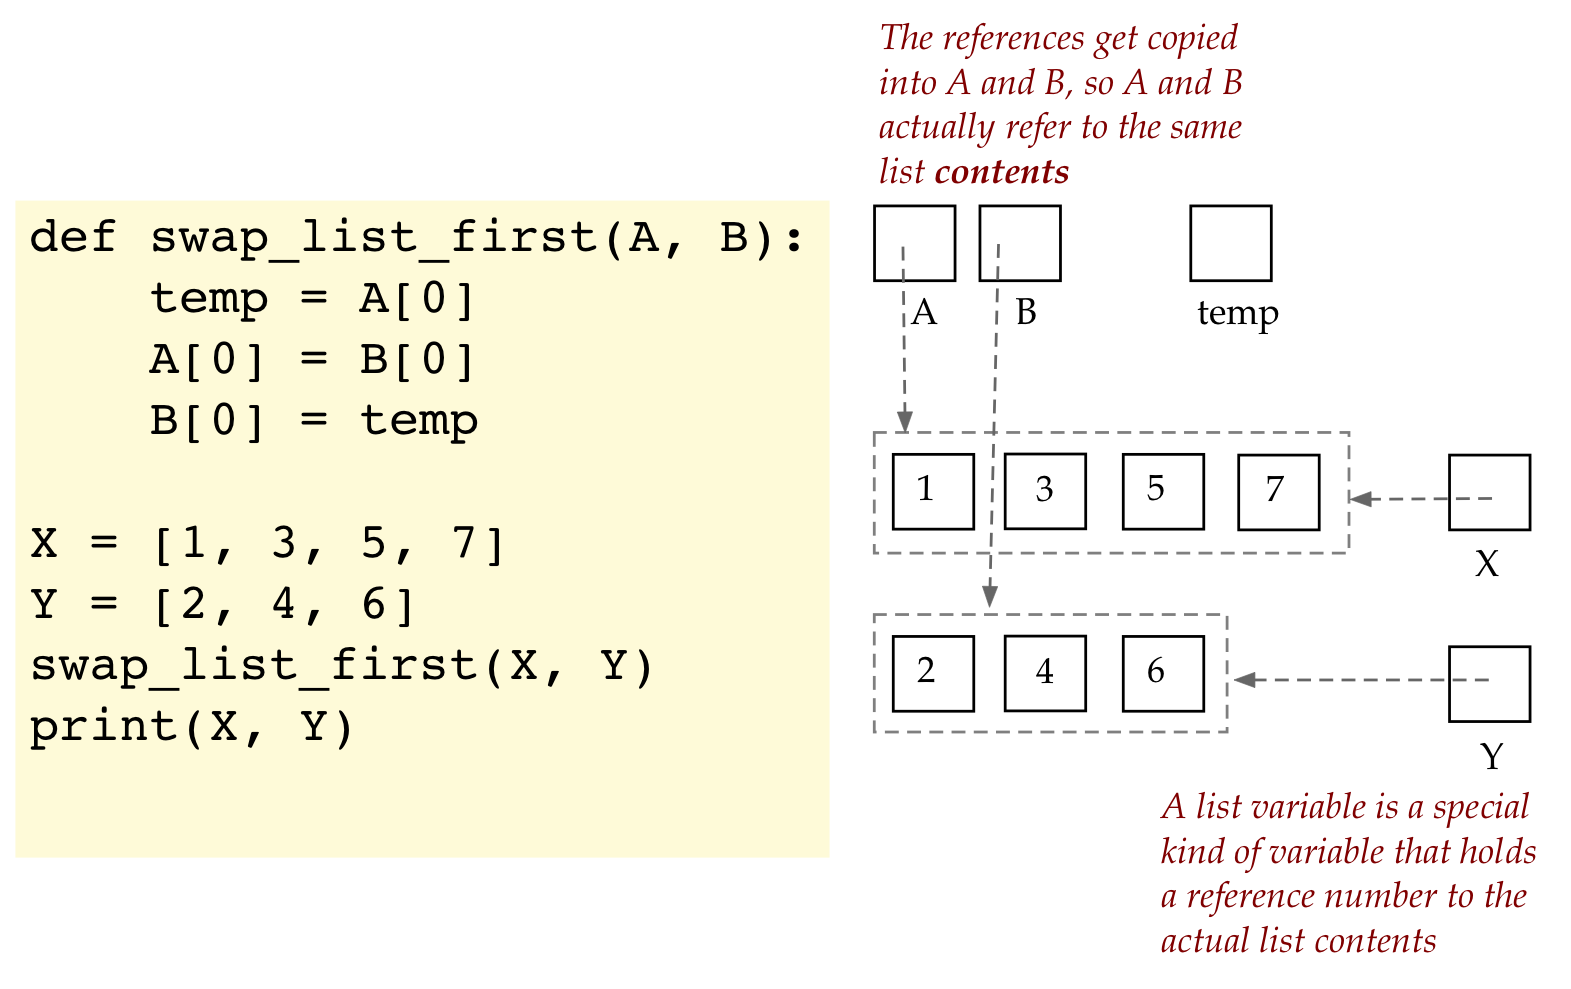 The references get copied
into A and B, so A and B
actually refer to the same
list contents
def swap_list_first(A, B):
    temp = A[0]
    A[0] = B[0]
    B[0] = temp
X = [1, 3, 5, 7]
Y = [2, 4, 6]
swap_list_first(X, Y)
print(X, Y)
A B temp
1 3 5 7
X
2 4 6
Y
A list variable is a special
kind of variable that holds
a reference number to the
actual list contents